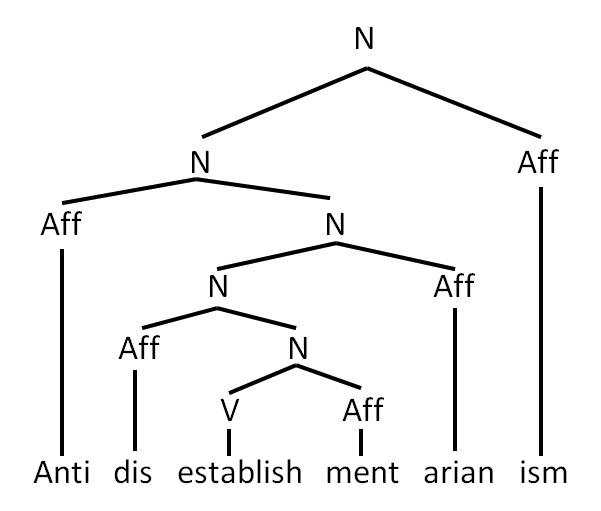 N
N Aff
Aff N
N Aff
Aff N
V Aff
Anti dis establish ment arian ism